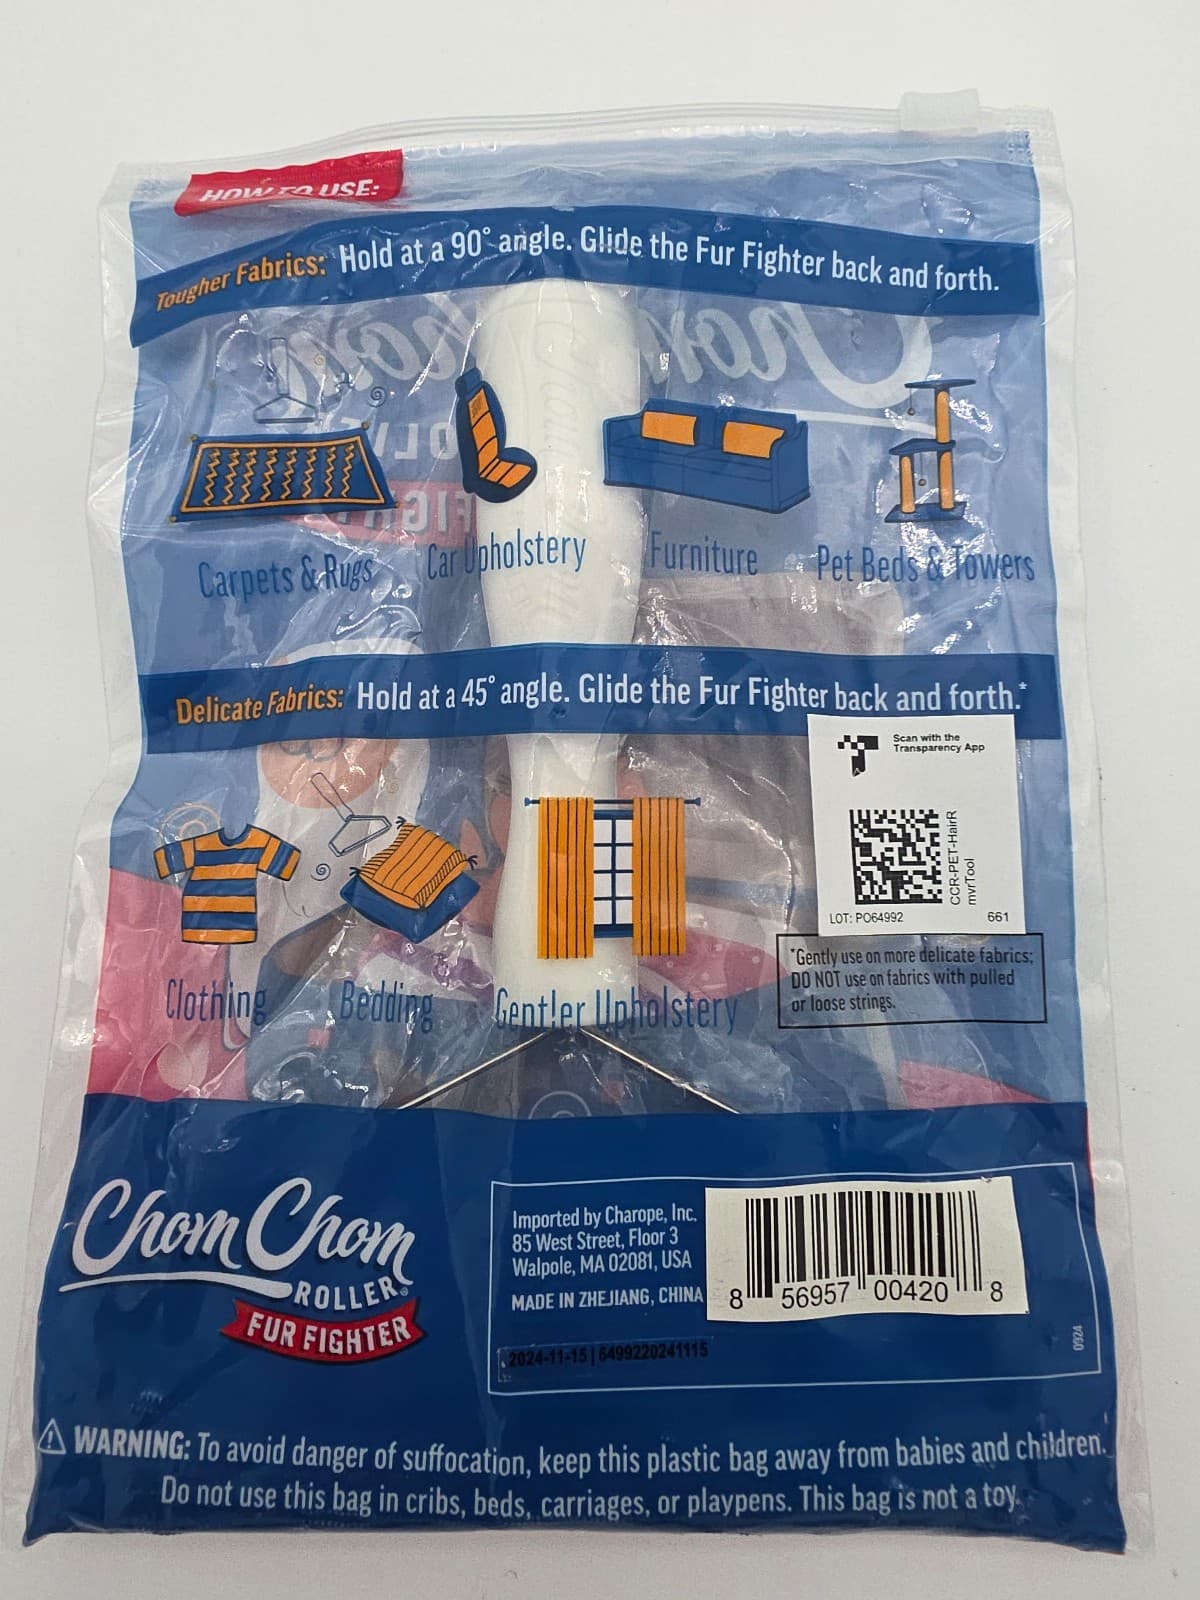 HOW TO USE:
Tougher Fabrics: Hold at a 90° angle. Glide the Fur Fighter back and forth.
Carpets & Rugs
Car Upholstery
Furniture
Pet Beds & Towers
Delicate Fabrics: Hold at a 45° angle. Glide the Fur Fighter back and forth.*
Scan with the
Transparency App
CCR-PET-HairR
mvrTool
LOT: PO64992 661
Clothing
Bedding
Gentler Upholstery
*Gently use on more delicate fabrics;
DO NOT use on fabrics with pulled
or loose strings.
Chom Chom
ROLLER®
FUR FIGHTER
Imported by Charope, Inc.
85 West Street, Floor 3
Walpole, MA 02081, USA
MADE IN ZHEJIANG, CHINA
2024-11-15 | 6499220241115
8 56957 00420 8
0924
⚠ WARNING: To avoid danger of suffocation, keep this plastic bag away from babies and children.
Do not use this bag in cribs, beds, carriages, or playpens. This bag is not a toy.